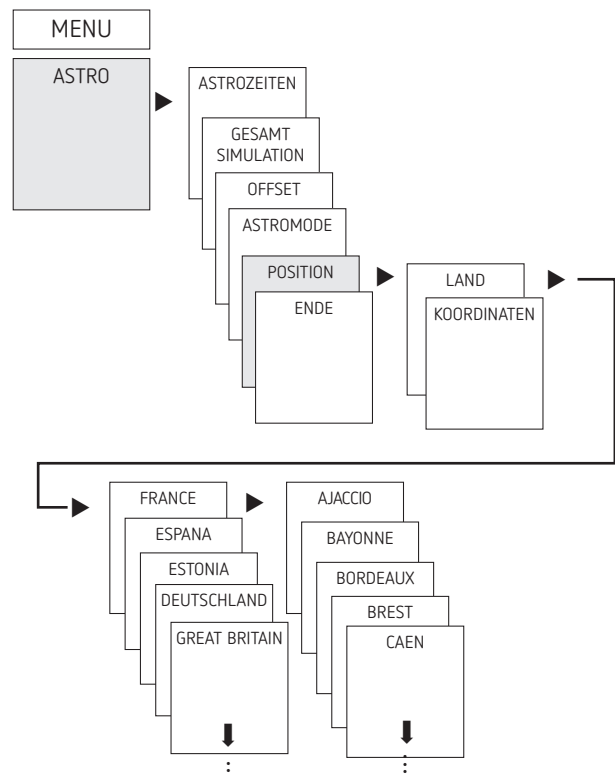 MENU
ASTRO
ASTROZEITEN
GESAMT
SIMULATION
OFFSET
ASTROMODE
POSITION
ENDE
LAND
KOORDINATEN
FRANCE
ESPANA
ESTONIA
DEUTSCHLAND
GREAT BRITAIN
AJACCIO
BAYONNE
BORDEAUX
BREST
CAEN